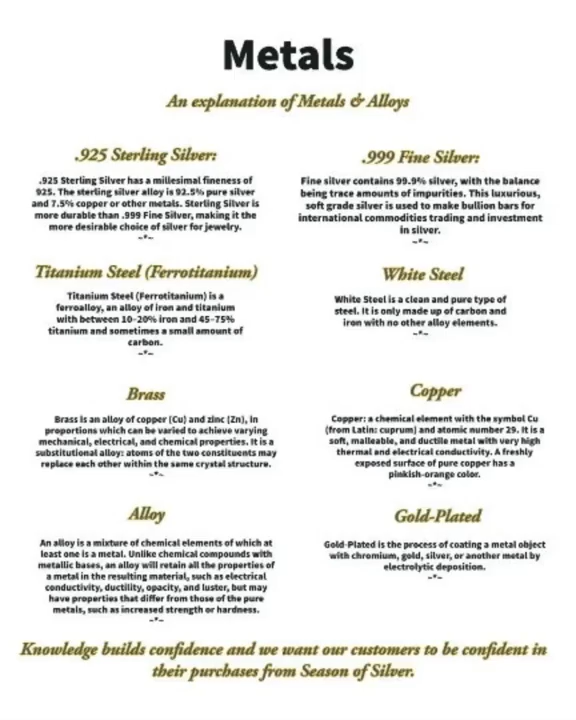 Metals
An explanation of Metals & Alloys
.925 Sterling Silver:
.925 Sterling Silver has a millesimal fineness of
925. The sterling silver alloy is 92.5% pure silver
and 7.5% copper or other metals. Sterling Silver is
more durable than .999 Fine Silver, making it the
more desirable choice of silver for jewelry.
~*~
.999 Fine Silver:
Fine silver contains 99.9% silver, with the balance
being trace amounts of impurities. This luxurious,
soft grade silver is used to make bullion bars for
international commodities trading and investment
in silver.
~*~
Titanium Steel (Ferrotitanium)
Titanium Steel (Ferrotitanium) is a
ferroalloy, an alloy of iron and titanium
with between 10-20% iron and 45-75%
titanium and sometimes a small amount of
carbon.
~*~
White Steel
White Steel is a clean and pure type of
steel. It is only made up of carbon and
iron with no other alloy elements.
~*~
Brass
Brass is an alloy of copper (Cu) and zinc (Zn), in
proportions which can be varied to achieve varying
mechanical, electrical, and chemical properties. It is a
substitutional alloy: atoms of the two constituents may
replace each other within the same crystal structure.
~*~
Copper
Copper: a chemical element with the symbol Cu
(from Latin: cuprum) and atomic number 29. It is a
soft, malleable, and ductile metal with very high
thermal and electrical conductivity. A freshly
exposed surface of pure copper has a
pinkish-orange color.
~*~
Alloy
An alloy is a mixture of chemical elements of which at
least one is a metal. Unlike chemical compounds with
metallic bases, an alloy will retain all the properties of
a metal in the resulting material, such as electrical
conductivity, ductility, opacity, and luster, but may
have properties that differ from those of the pure
metals, such as increased strength or hardness.
~*~
Gold-Plated
Gold-Plated is the process of coating a metal object
with chromium, gold, silver, or another metal by
electrolytic deposition.
~*~
Knowledge builds confidence and we want our customers to be confident in
their purchases from Season of Silver.